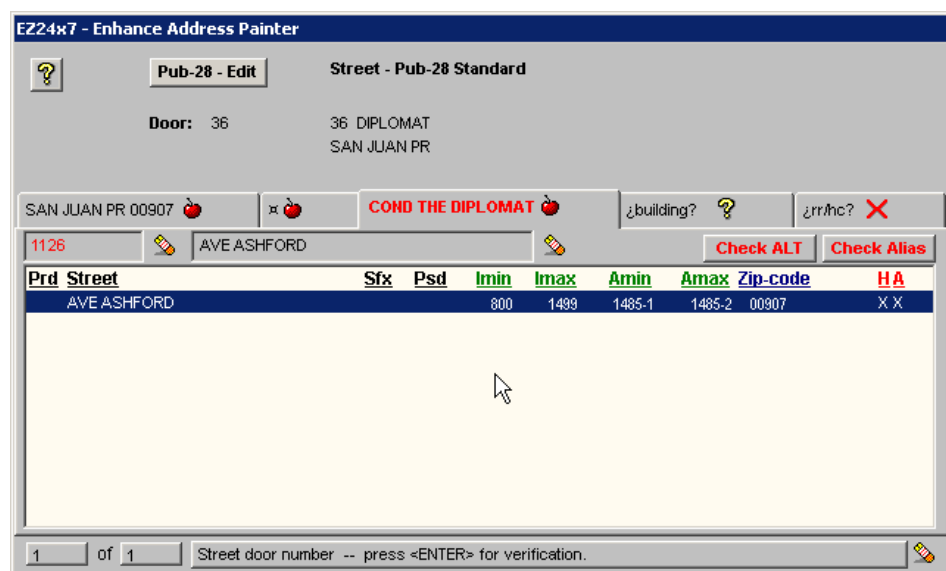 EZ24x7 - Enhance Address Painter
Pub-28 - Edit Street - Pub-28 Standard
Door: 36 36 DIPLOMAT
SAN JUAN PR
SAN JUAN PR 00907 ¤ COND THE DIPLOMAT ¿building? ¿rr/hc?
1126 AVE ASHFORD Check ALT Check Alias
Prd Street Sfx Psd Imin Imax Amin Amax Zip-code H A
AVE ASHFORD 800 1499 1485-1 1485-2 00907 X X
1 of 1 Street door number -- press <ENTER> for verification.